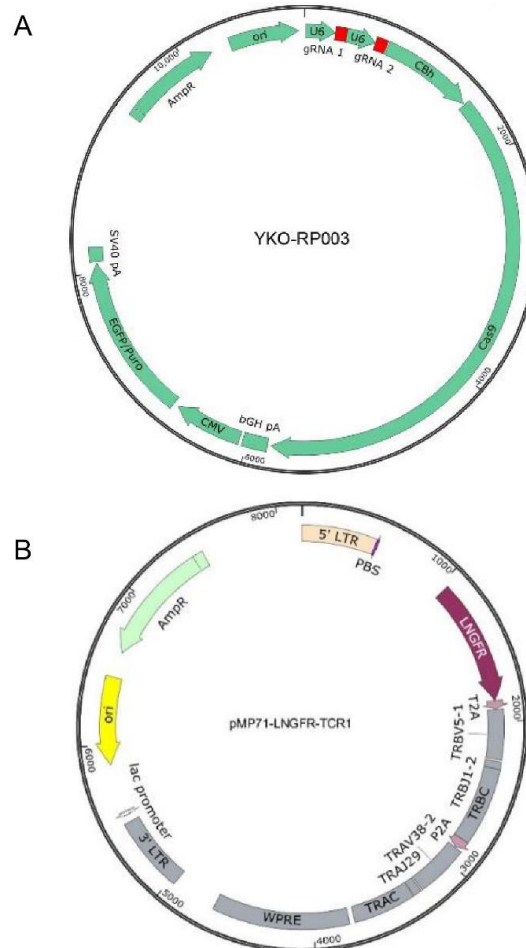 A
U6
gRNA 1
U6
gRNA 2
CBh
2000
Cas9
4000
bGH pA
6000
CMV
EGFP/Puro
8000
SV40 pA
AmpR
10,000
ori
YKO-RP003
B
5' LTR
PBS
1000
LNGFR
T2A
2000
TRBV5-1
TRBJ1-2
TRBC
P2A
3000
TRAV38-2
TRAJ29
TRAC
4000
WPRE
5000
3' LTR
lac promoter
6000
ori
7000
AmpR
8000
pMP71-LNGFR-TCR1